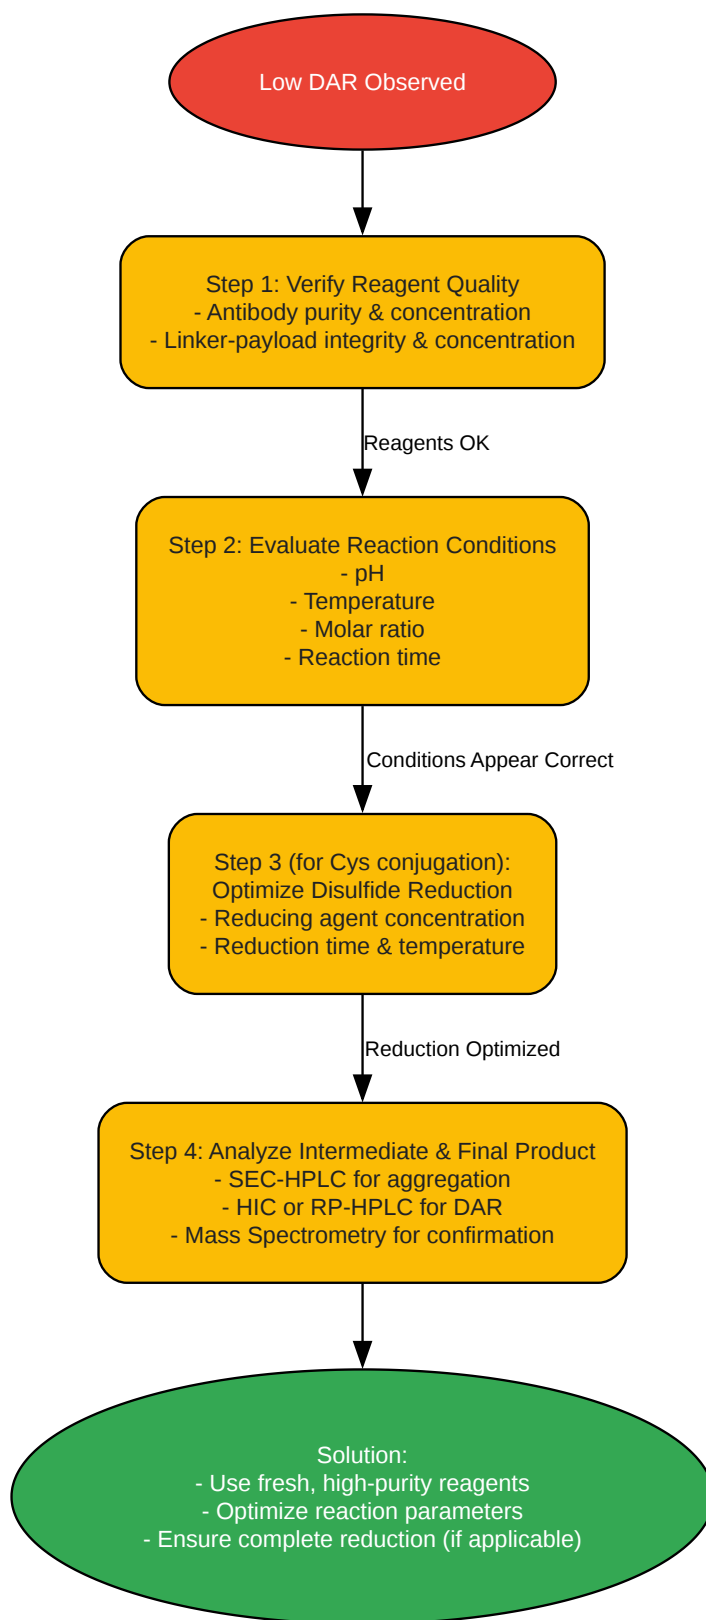 Low DAR Observed
Step 1: Verify Reagent Quality
- Antibody purity & concentration
- Linker-payload integrity & concentration
Reagents OK
Step 2: Evaluate Reaction Conditions
- pH
- Temperature
- Molar ratio
- Reaction time
Conditions Appear Correct
Step 3 (for Cys conjugation):
Optimize Disulfide Reduction
- Reducing agent concentration
- Reduction time & temperature
Reduction Optimized
Step 4: Analyze Intermediate & Final Product
- SEC-HPLC for aggregation
- HIC or RP-HPLC for DAR
- Mass Spectrometry for confirmation
Solution:
- Use fresh, high-purity reagents
- Optimize reaction parameters
- Ensure complete reduction (if applicable)